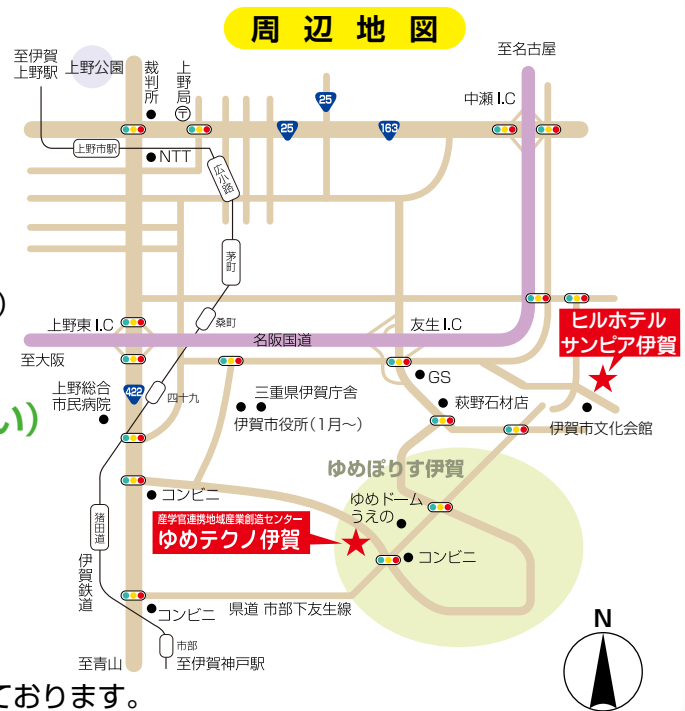 周辺地図
至名古屋
至伊賀
上野駅
上野公園
裁判所
上野局
〒
25
中瀬 I.C
25
163
上野市駅
NTT
広小路
茅町
）
上野東 I.C
桑町
友生 I.C
名阪国道
ヒルホテル
サンピア伊賀
至大阪
GS
422
四十九
上野総合
市民病院
三重県伊賀庁舎
萩野石材店
い）
伊賀市役所（1月～）
伊賀市文化会館
ゆめぽりす伊賀
コンビニ
ゆめドーム
うえの
産学官連携地域産業創造センター
ゆめテクノ伊賀
猪田道
コンビニ
伊賀鉄道
コンビニ
県道 市部下友生線
N
市部
至青山
至伊賀神戸駅
ております。